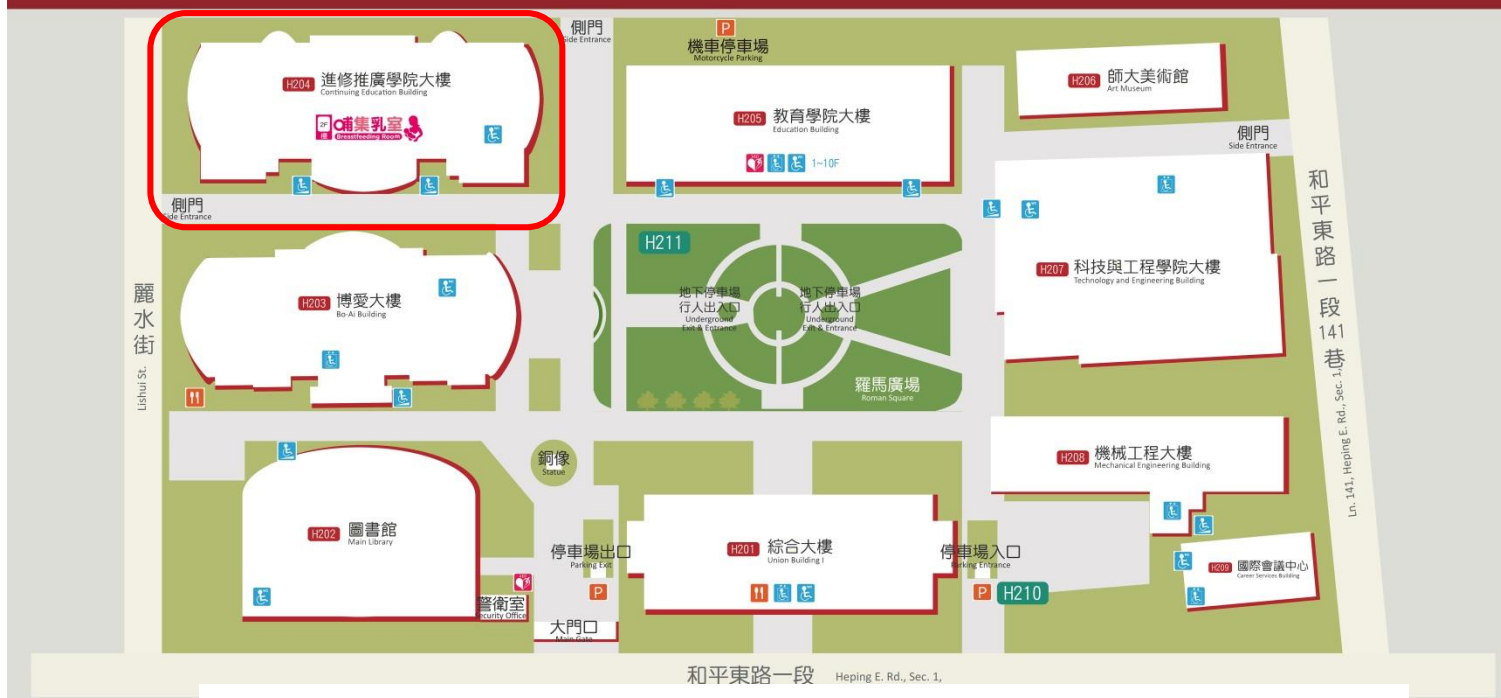 側門
Side Entrance
P
機車停車場
Motorcycle Parking
H204 進修推廣學院大樓
Continuing Education Building
2F
哺集乳室
Breastfeeding Room
H205 教育學院大樓
Education Building
1~10F
H206 師大美術館
Art Museum
側門
Side Entrance
側門
Side Entrance
和平東路一段141巷
Ln. 141, Heping E. Rd., Sec. 1,
麗水街
Lishui St.
H203 博愛大樓
Bo-Ai Building
H211
地下停車場
行人出入口
Underground
Exit & Entrance
地下停車場
行人出入口
Underground
Exit & Entrance
羅馬廣場
Roman Square
H207 科技與工程學院大樓
Technology and Engineering Building
H208 機械工程大樓
Mechanical Engineering Building
銅像
Statue
H202 圖書館
Main Library
停車場出口
Parking Exit
P
H201 綜合大樓
Union Building I
停車場入口
Parking Entrance
P H210
H209 國際會議中心
Career Services Building
警衛室
Security Office
大門口
Main Gate
和平東路一段 Heping E. Rd., Sec. 1,